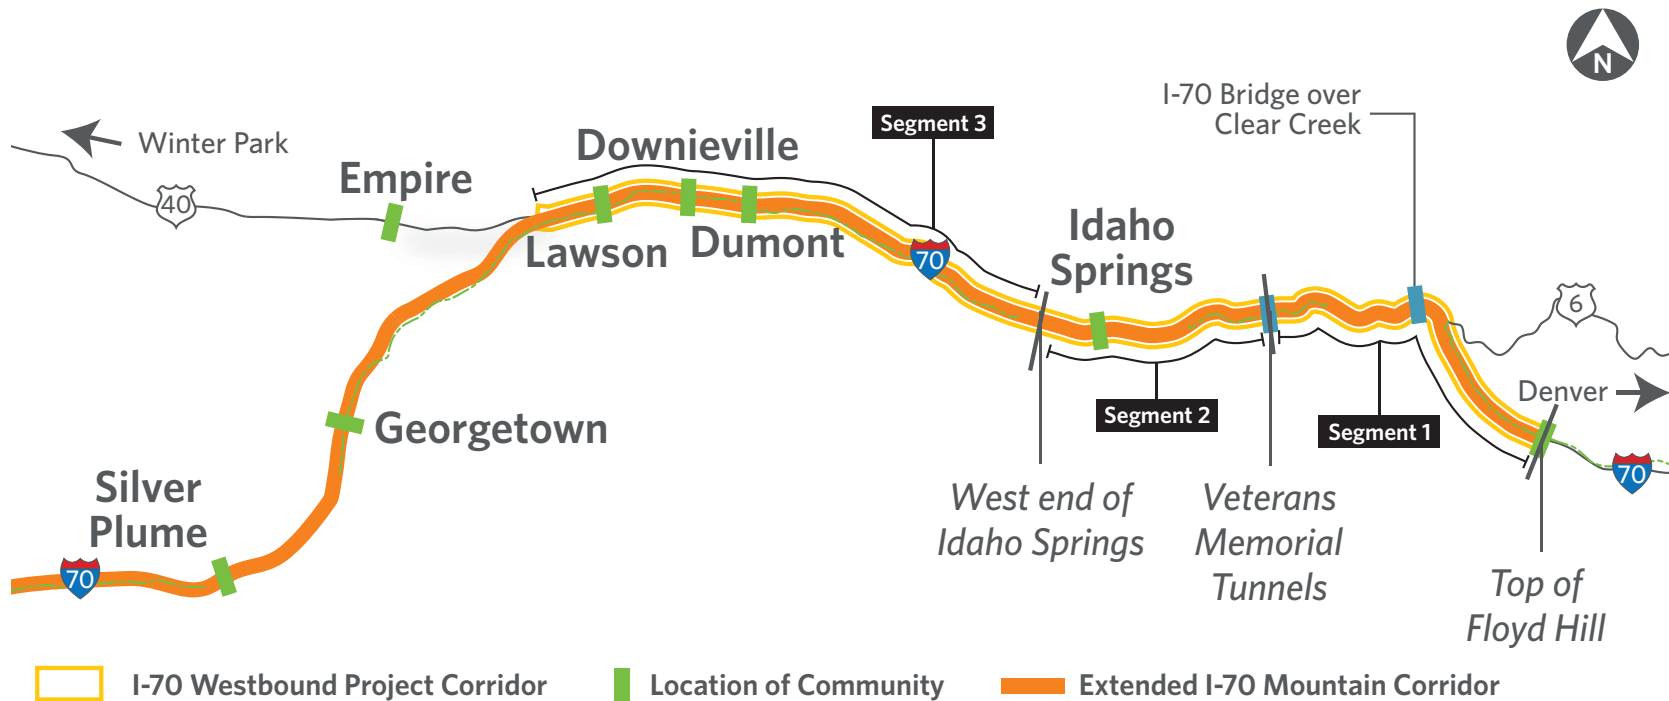 N
I-70 Bridge over
Clear Creek
Segment 3
Winter Park
Downieville
Empire
40
Idaho
Springs
Lawson
Dumont
70
6
Denver
Segment 2
Segment 1
Georgetown
70
West end of
Idaho Springs
Veterans
Memorial
Tunnels
Silver
Plume
70
Top of
Floyd Hill
I-70 Westbound Project Corridor
Location of Community
Extended I-70 Mountain Corridor